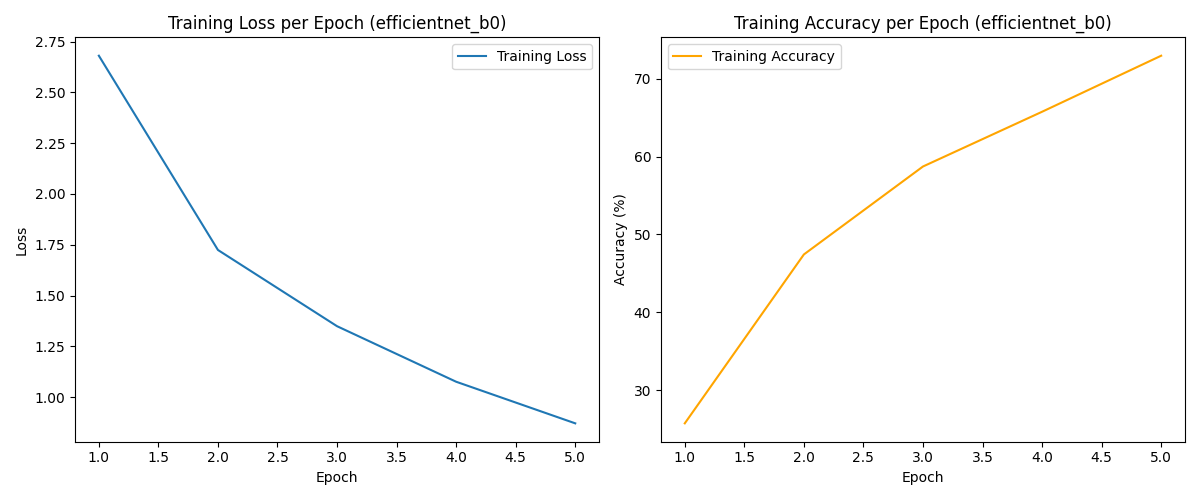 Training Loss per Epoch (efficientnet_b0)
Training Loss
Loss
2.75
2.50
2.25
2.00
1.75
1.50
1.25
1.00
1.0 1.5 2.0 2.5 3.0 3.5 4.0 4.5 5.0
Epoch
Training Accuracy per Epoch (efficientnet_b0)
Training Accuracy
Accuracy (%)
70
60
50
40
30
1.0 1.5 2.0 2.5 3.0 3.5 4.0 4.5 5.0
Epoch